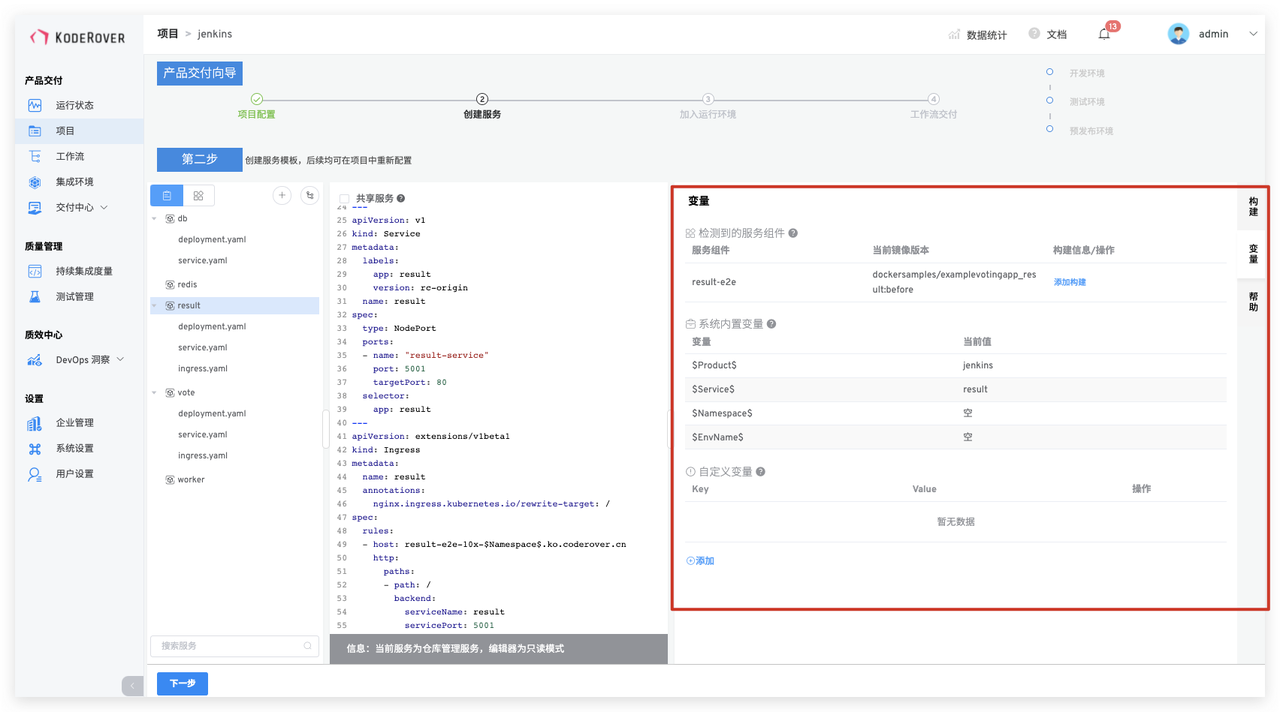 KODEROVER
项目 > jenkins
数据统计
文档
13
admin
产品交付
运行状态
项目
工作流
集成环境
交付中心
质量管理
持续集成度量
测试管理
质效中心
DevOps 洞察
设置
企业管理
系统设置
用户设置
产品交付向导
项目配置
2
创建服务
3
加入运行环境
4
工作流交付
开发环境
测试环境
预发布环境
第二步 创建服务模板，后续均可在项目中重新配置
db
deployment.yaml
service.yaml
redis
result
deployment.yaml
service.yaml
ingress.yaml
vote
deployment.yaml
service.yaml
ingress.yaml
worker
搜索服务
共享服务
24 ---
25 apiVersion: v1
26 kind: Service
27 metadata:
28 labels:
29 app: result
30 version: rc-origin
31 name: result
32 spec:
33 type: NodePort
34 ports:
35 - name: "result-service"
36 port: 5001
37 targetPort: 80
38 selector:
39 app: result
40 ---
41 apiVersion: extensions/v1beta1
42 kind: Ingress
43 metadata:
44 name: result
45 annotations:
46 nginx.ingress.kubernetes.io/rewrite-target: /
47 spec:
48 rules:
49 - host: result-e2e-10x-$Namespace$.ko.coderover.cn
50 http:
51 paths:
52 - path: /
53 backend:
54 serviceName: result
55 servicePort: 5001
信息：当前服务为仓库管理服务，编辑器为只读模式
变量
检测到的服务组件
服务组件 当前镜像版本 构建信息/操作
result-e2e dockersamples/examplevotingapp_result:before 添加构建
系统内置变量
变量 当前值
$Product$ jenkins
$Service$ result
$Namespace$ 空
$EnvName$ 空
自定义变量
Key Value 操作
暂无数据
添加
构建
变量
帮助
下一步